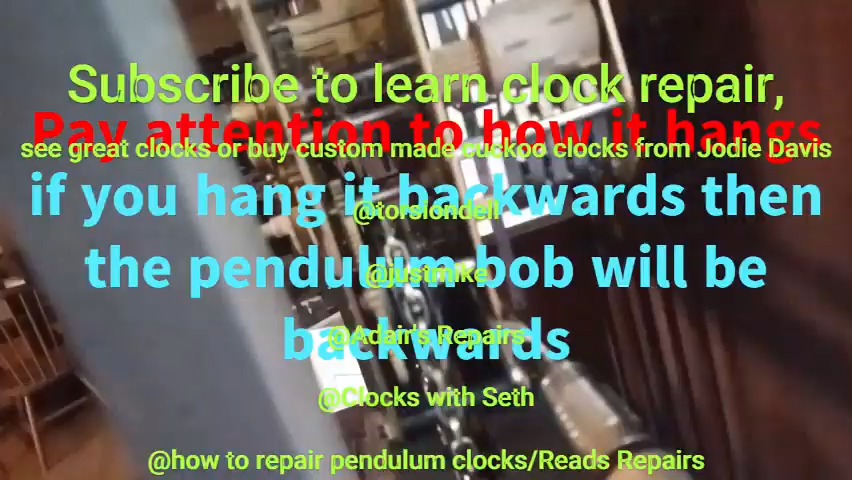 Subscribe to learn clock repair,
Pay attention to how it hangs
see great clocks or buy custom made cuckoo clocks from Jodie Davis
if you hang it backwards then
@torsiondell
the pendulum bob will be
@justmike
backwards
@Adair's Repairs
@Clocks with Seth
@how to repair pendulum clocks/Reads Repairs